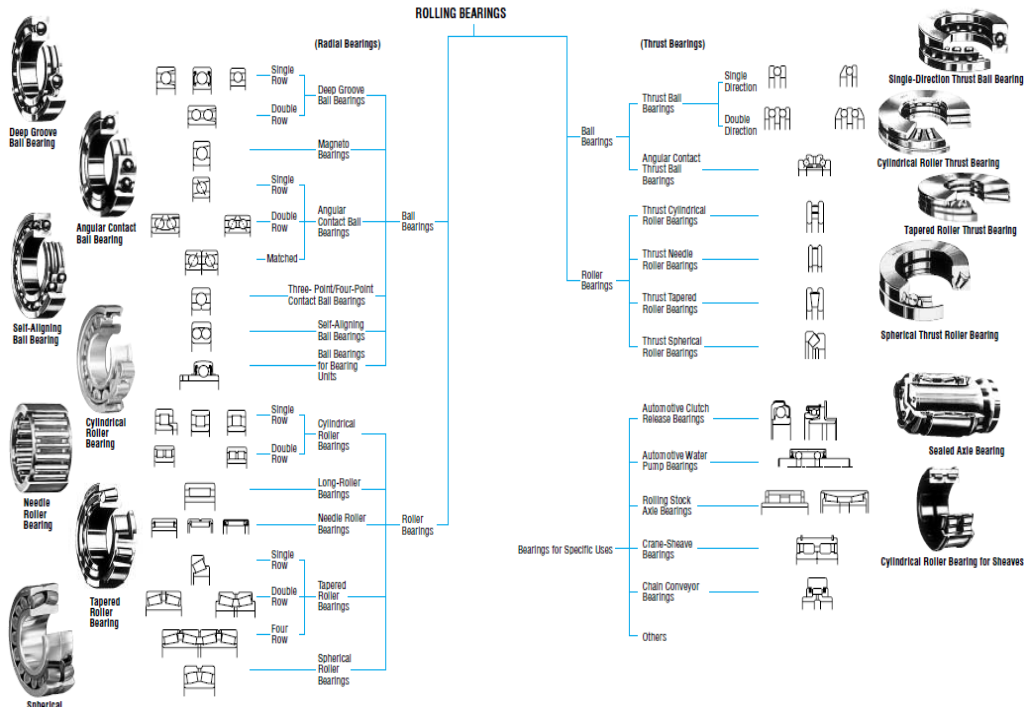 ROLLING BEARINGS
(Radial Bearings)
Single
Row
Deep Groove
Ball Bearings
Double
Row
Magneto
Bearings
Single
Row
Double
Row
Angular
Contact Ball
Bearings
Matched
Three- Point/Four-Point
Contact Ball Bearings
Self-Aligning
Ball Bearings
Ball Bearings
for Bearing
Units
Ball
Bearings
Single
Row
Cylindrical
Roller
Bearings
Double
Row
Long-Roller
Bearings
Needle Roller
Bearings
Single
Row
Double
Row
Tapered
Roller
Bearings
Four
Row
Spherical
Roller
Bearings
Roller
Bearings
Deep Groove
Ball Bearing
Angular Contact
Ball Bearing
Self-Aligning
Ball Bearing
Cylindrical
Roller
Bearing
Needle
Roller
Bearing
Tapered
Roller
Bearing
Spherical
(Thrust Bearings)
Ball
Bearings
Thrust Ball
Bearings
Single
Direction
Double
Direction
Angular Contact
Thrust Ball
Bearings
Roller
Bearings
Thrust Cylindrical
Roller Bearings
Thrust Needle
Roller Bearings
Thrust Tapered
Roller Bearings
Thrust Spherical
Roller Bearings
Bearings for Specific Uses
Automotive Clutch
Release Bearings
Automotive Water
Pump Bearings
Rolling Stock
Axle Bearings
Crane-Sheave
Bearings
Chain Conveyor
Bearings
Others
Single-Direction Thrust Ball Bearing
Cylindrical Roller Thrust Bearing
Tapered Roller Thrust Bearing
Spherical Thrust Roller Bearing
Sealed Axle Bearing
Cylindrical Roller Bearing for Sheaves